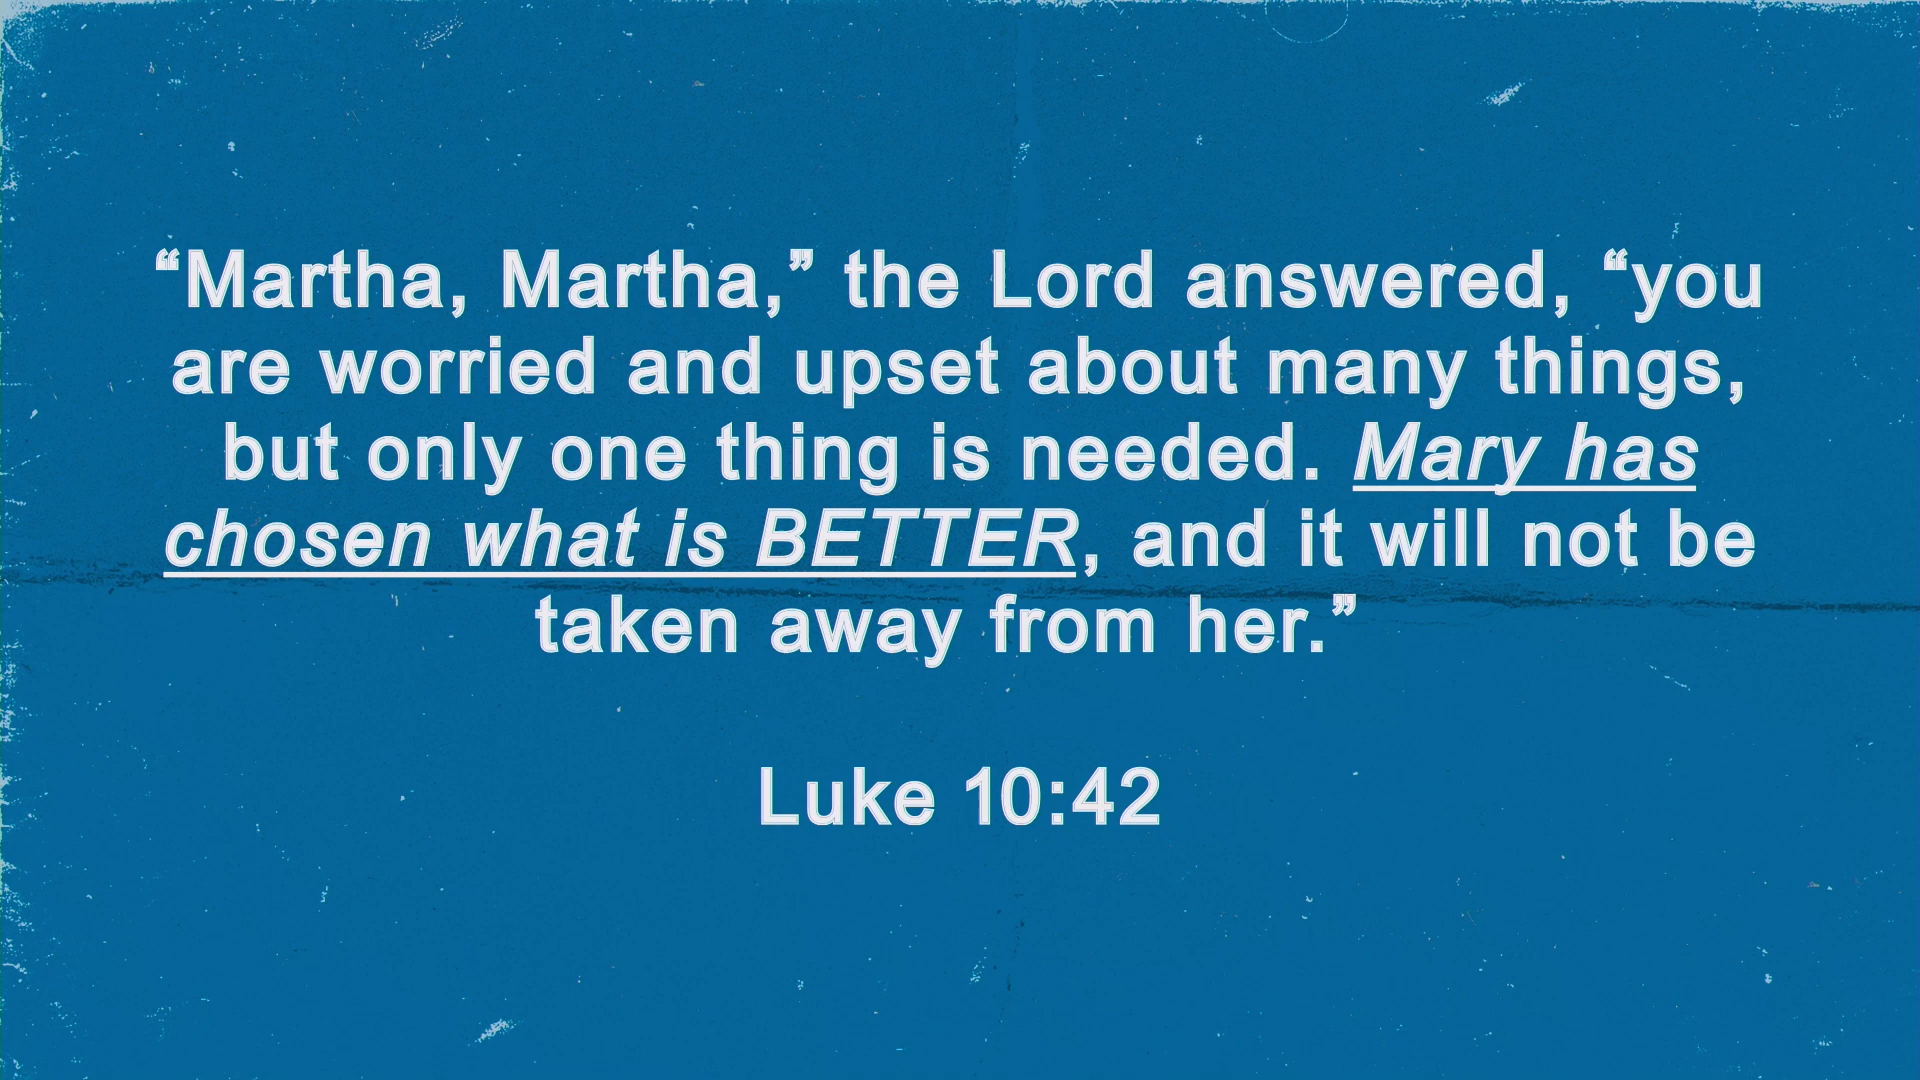 “Martha, Martha,” the Lord answered, “you
are worried and upset about many things,
but only one thing is needed. Mary has
chosen what is BETTER, and it will not be
taken away from her.”
Luke 10:42